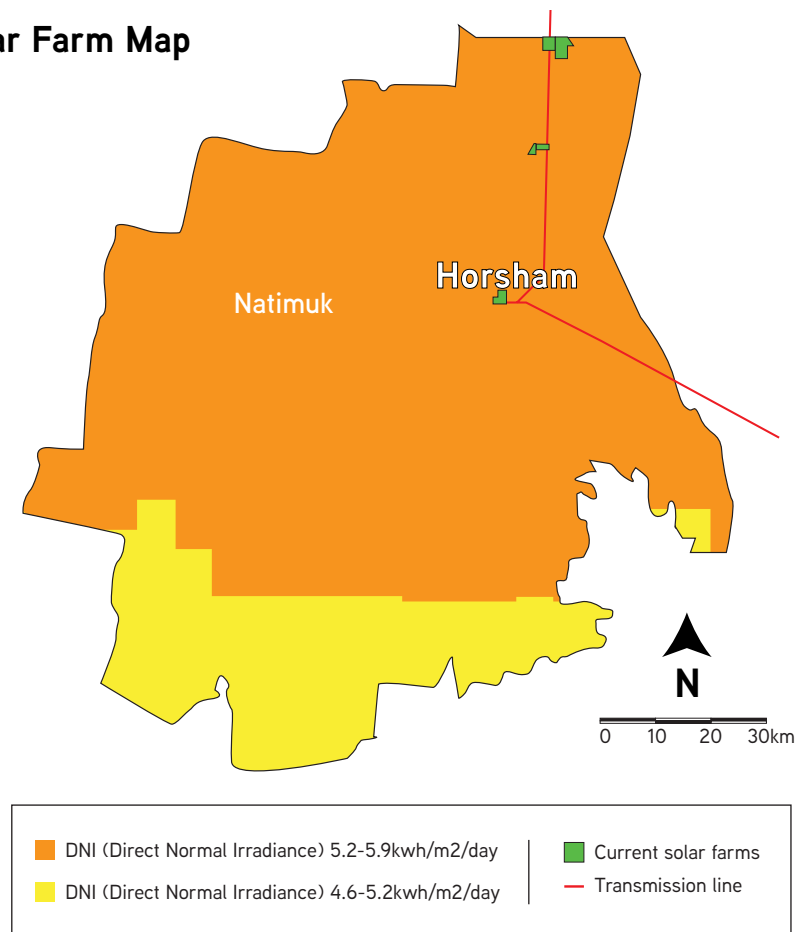 ar Farm Map
Horsham
Natimuk
N
0 10 20 30km
DNI (Direct Normal Irradiance) 5.2-5.9kwh/m2/day
DNI (Direct Normal Irradiance) 4.6-5.2kwh/m2/day
Current solar farms
Transmission line